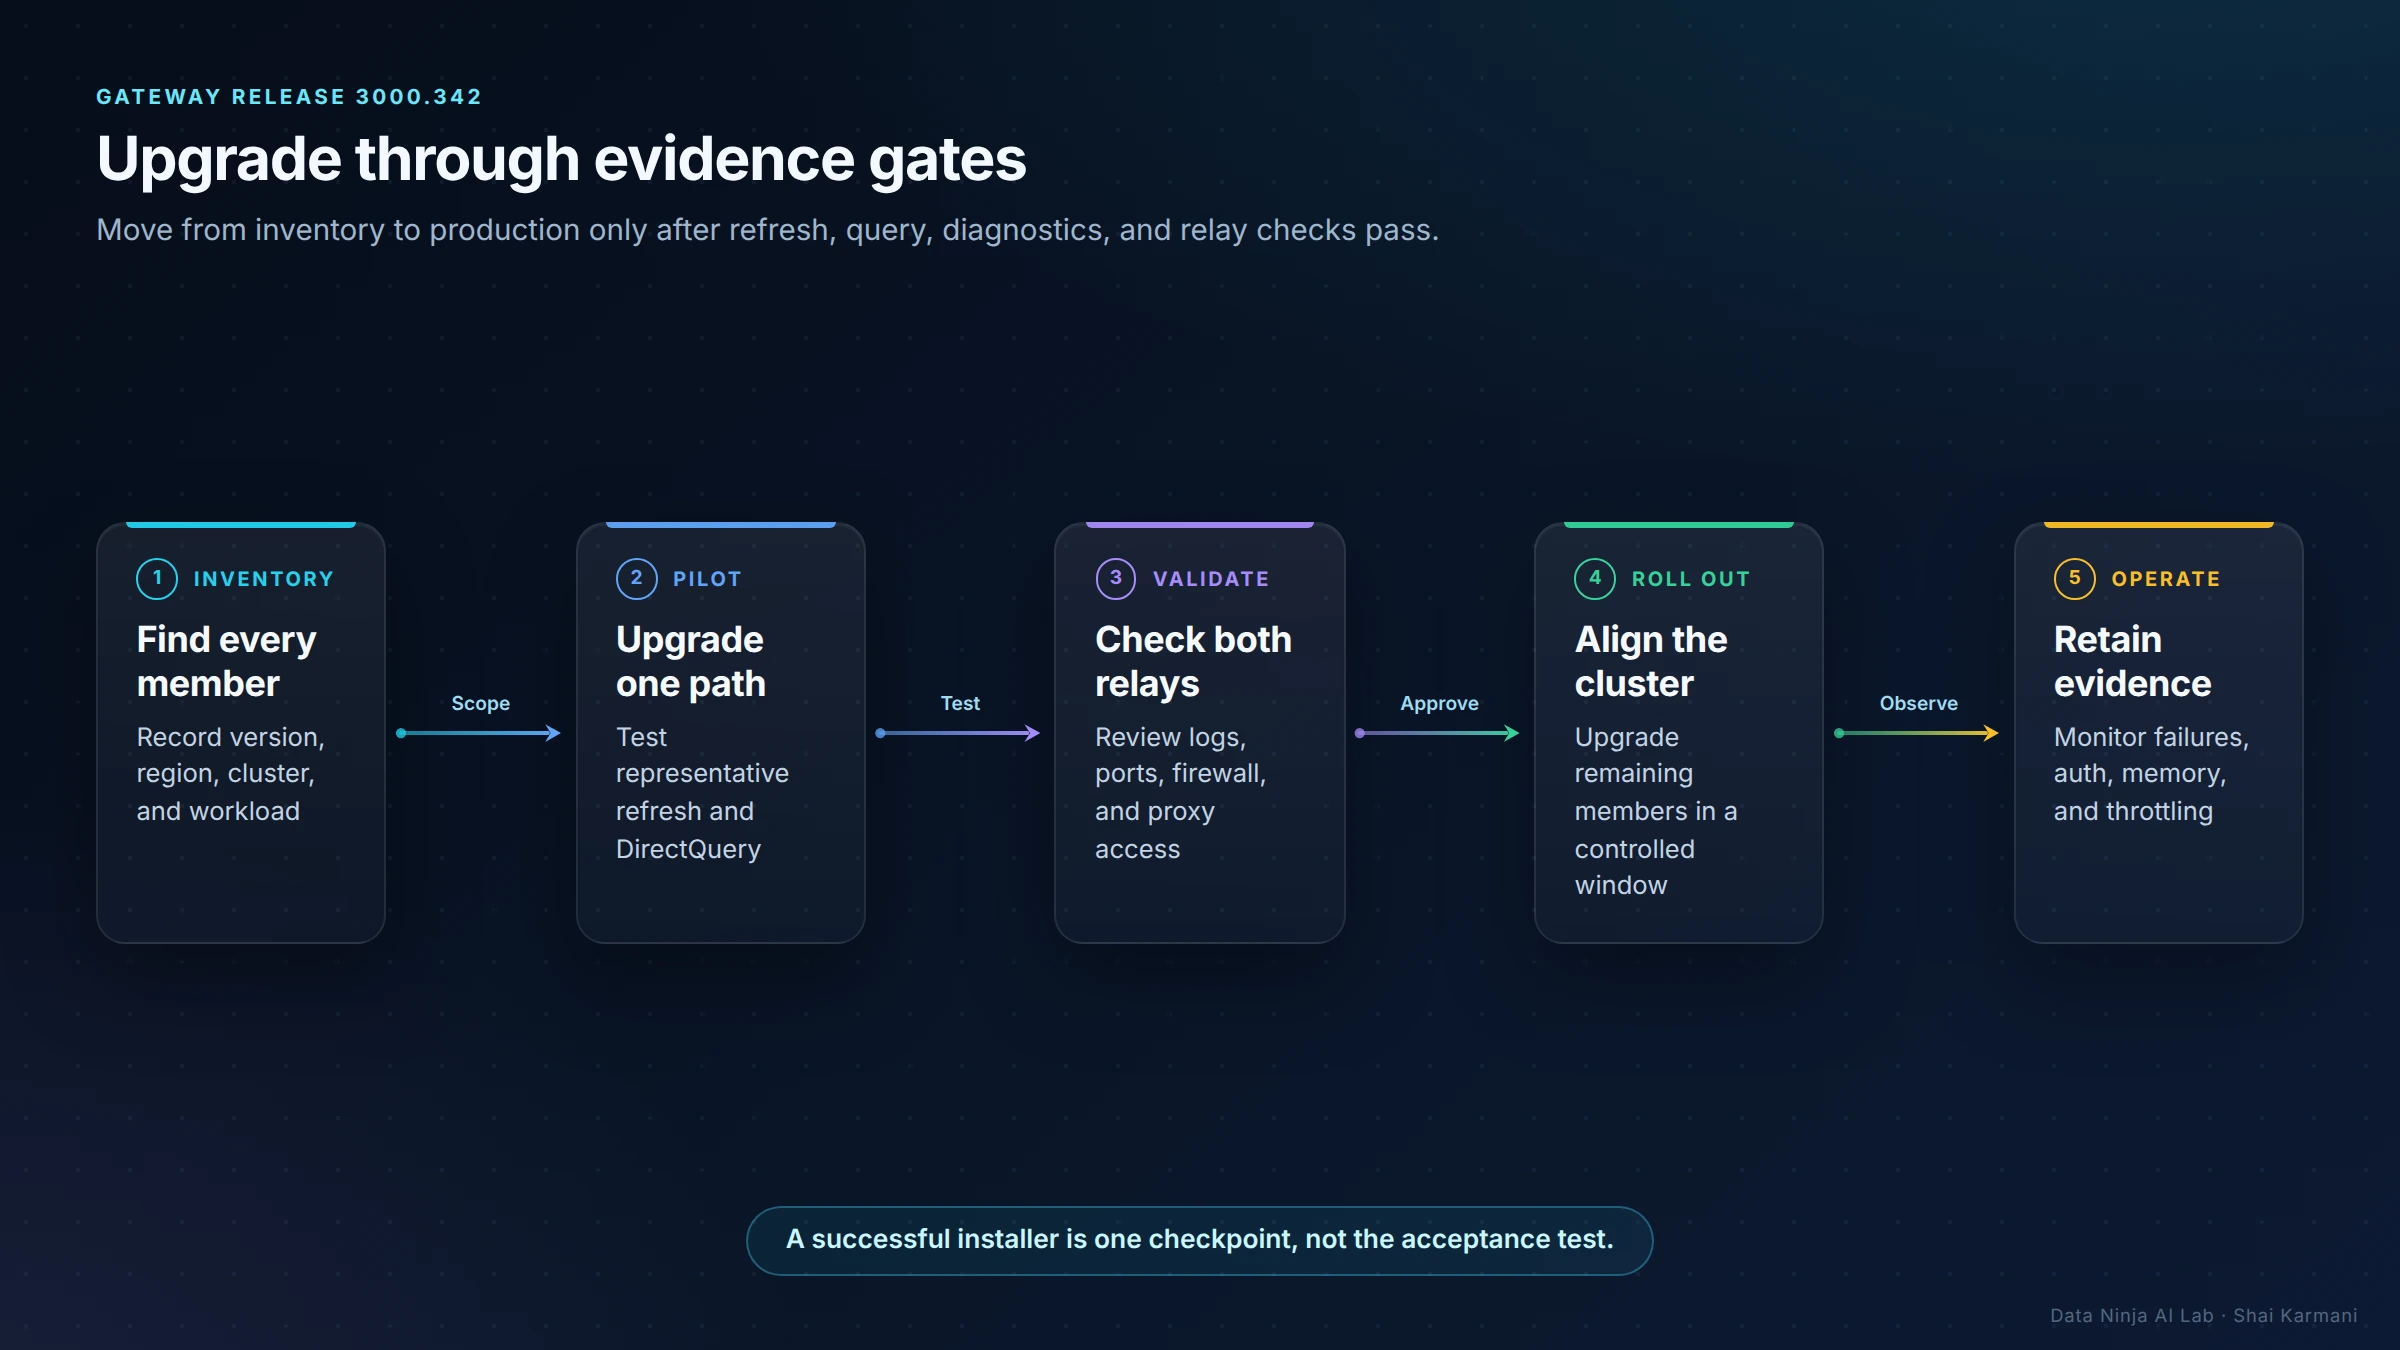 GATEWAY RELEASE 3000.342
Upgrade through evidence gates
Move from inventory to production only after refresh, query, diagnostics, and relay checks pass.
1 INVENTORY
Find every
member
Record version,
region, cluster,
and workload
Scope
2 PILOT
Upgrade
one path
Test
representative
refresh and
DirectQuery
Test
3 VALIDATE
Check both
relays
Review logs,
ports, firewall,
and proxy
access
Approve
4 ROLL OUT
Align the
cluster
Upgrade
remaining
members in a
controlled
window
Observe
5 OPERATE
Retain
evidence
Monitor failures,
auth, memory,
and throttling
A successful installer is one checkpoint, not the acceptance test.
Data Ninja AI Lab · Shai Karmani